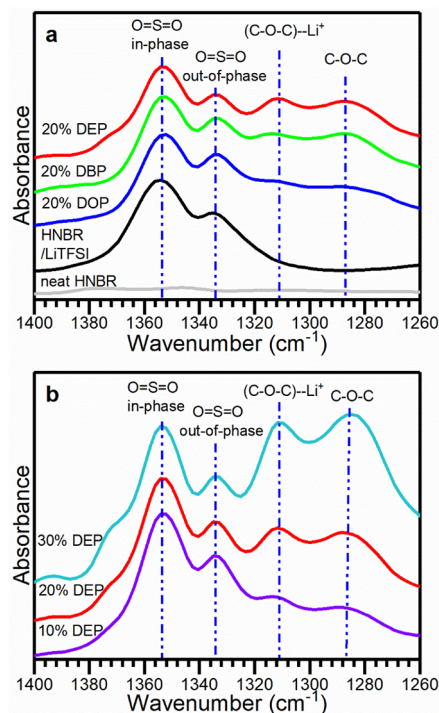 a
O=S=O
in-phase
O=S=O
out-of-phase
(C-O-C)--Li⁺
C-O-C
20% DEP
20% DBP
20% DOP
HNBR
/LiTFSI
neat HNBR
Absorbance
1400 1380 1360 1340 1320 1300 1280 1260
Wavenumber (cm⁻¹)
b
O=S=O
in-phase
O=S=O
out-of-phase
(C-O-C)--Li⁺
C-O-C
30% DEP
20% DEP
10% DEP
Absorbance
1400 1380 1360 1340 1320 1300 1280 1260
Wavenumber (cm⁻¹)